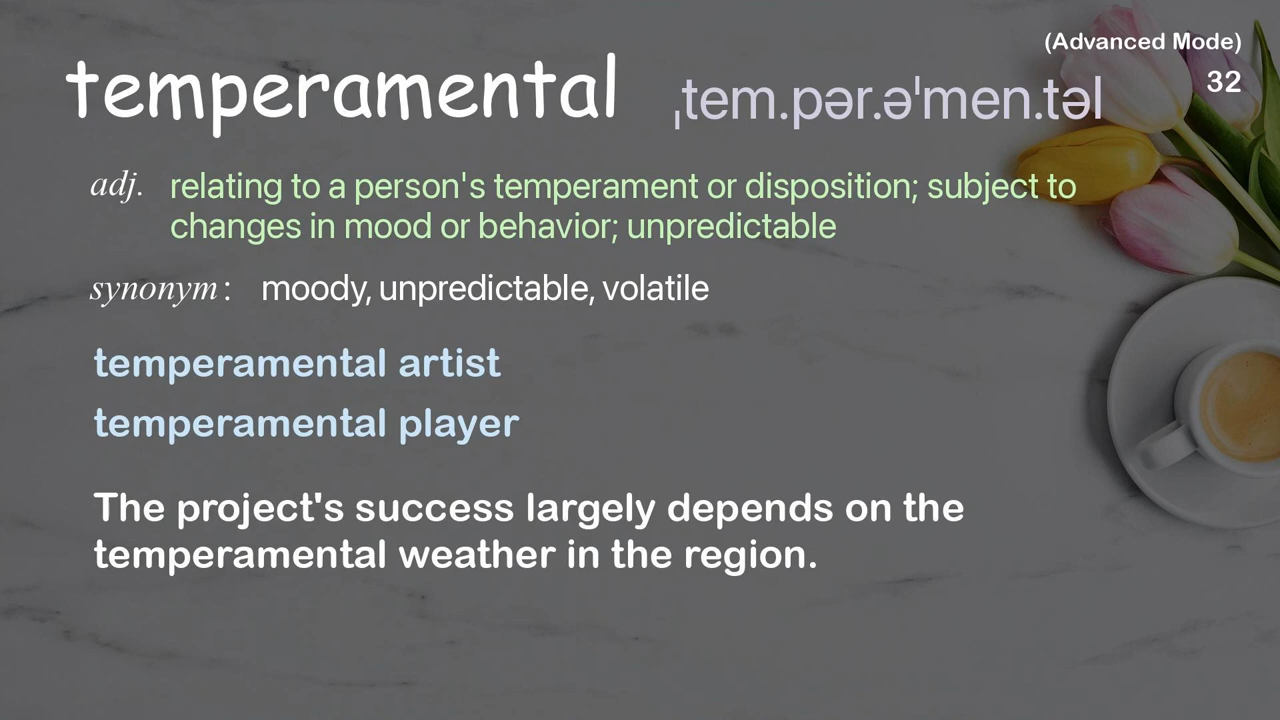 (Advanced Mode)
temperamental ˌtem.pər.əˈmen.təl
32
adj. relating to a person's temperament or disposition; subject to
changes in mood or behavior; unpredictable
synonym: moody, unpredictable, volatile
temperamental artist
temperamental player
The project's success largely depends on the
temperamental weather in the region.